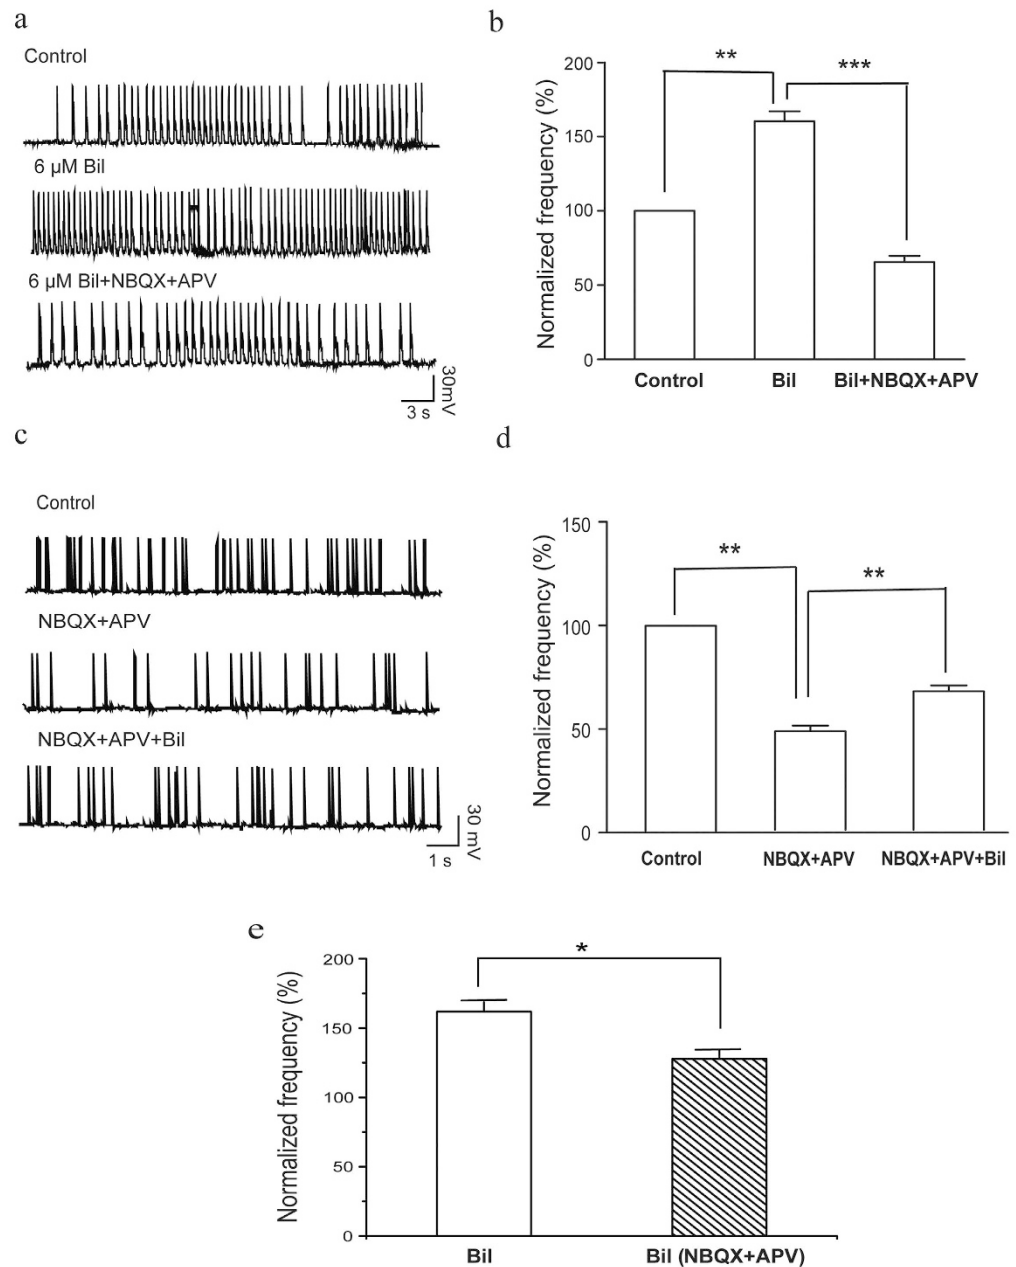 a
Control
6 µM Bil
6 µM Bil+NBQX+APV
30mV
3 s
b
Normalized frequency (%)
200
150
100
50
0
**
***
Control
Bil
Bil+NBQX+APV
c
Control
NBQX+APV
NBQX+APV+Bil
30 mV
1 s
d
Normalized frequency (%)
150
100
50
0
**
**
Control
NBQX+APV
NBQX+APV+Bil
e
Normalized frequency (%)
200
150
100
50
0
*
Bil
Bil (NBQX+APV)